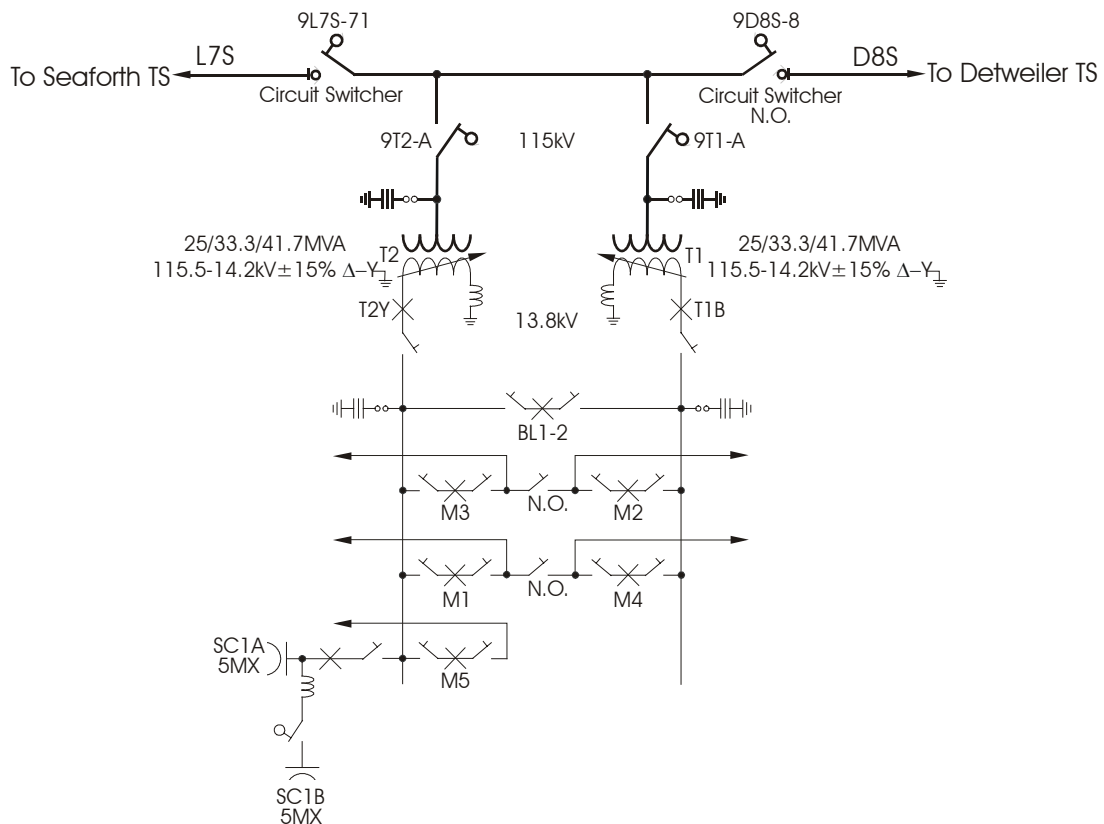 9L7S-71
9D8S-8
L7S
D8S
To Seaforth TS
To Detweiler TS
Circuit Switcher
Circuit Switcher
N.O.
9T2-A
115kV
9T1-A
25/33.3/41.7MVA
T2
115.5-14.2kV±15% Δ–Y
25/33.3/41.7MVA
T1
115.5-14.2kV±15% Δ–Y
T2Y
13.8kV
T1B
BL1-2
M3
N.O.
M2
M1
N.O.
M4
SC1A
5MX
M5
SC1B
5MX